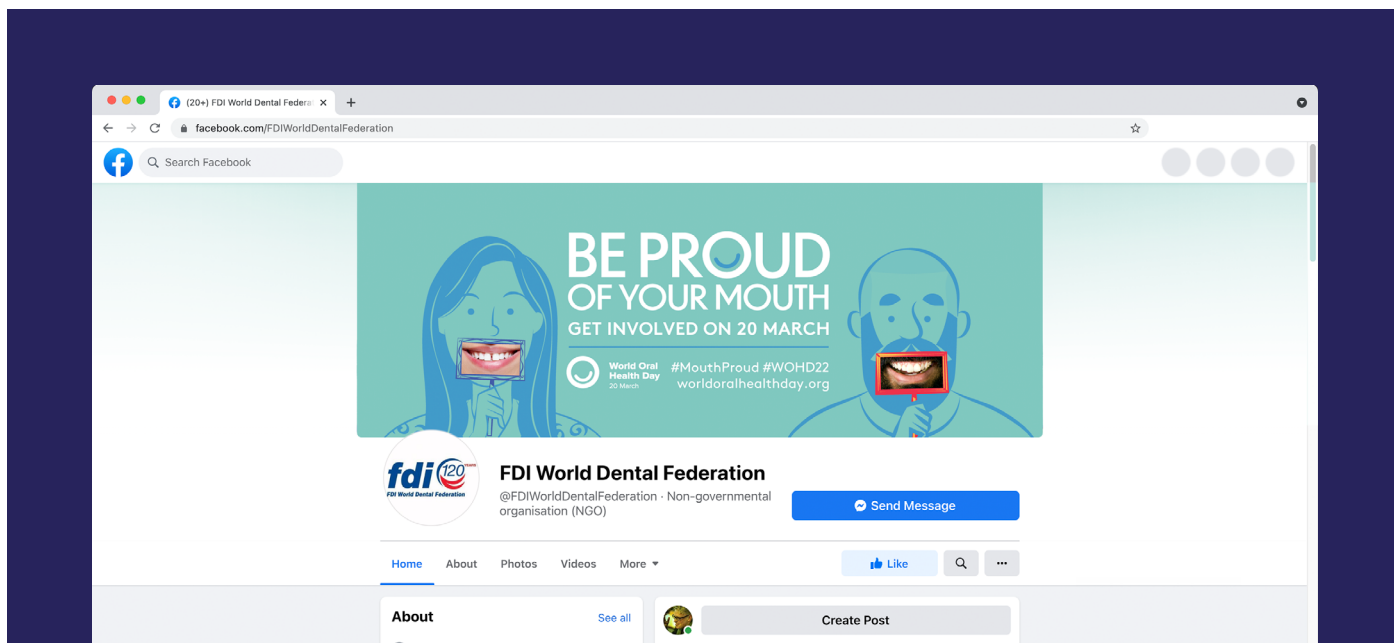 (20+) FDI World Dental Federa
facebook.com/FDIWorldDentalFederation
Search Facebook
BE PROUD
OF YOUR MOUTH
GET INVOLVED ON 20 MARCH
World Oral
Health Day
20 March
#MouthProud #WOHD22
worldoralhealthday.org
fdi 120 YEARS
FDI World Dental Federation
FDI World Dental Federation
@FDIWorldDentalFederation · Non-governmental
organisation (NGO)
Send Message
Home About Photos Videos More
Like
About
See all
Create Post